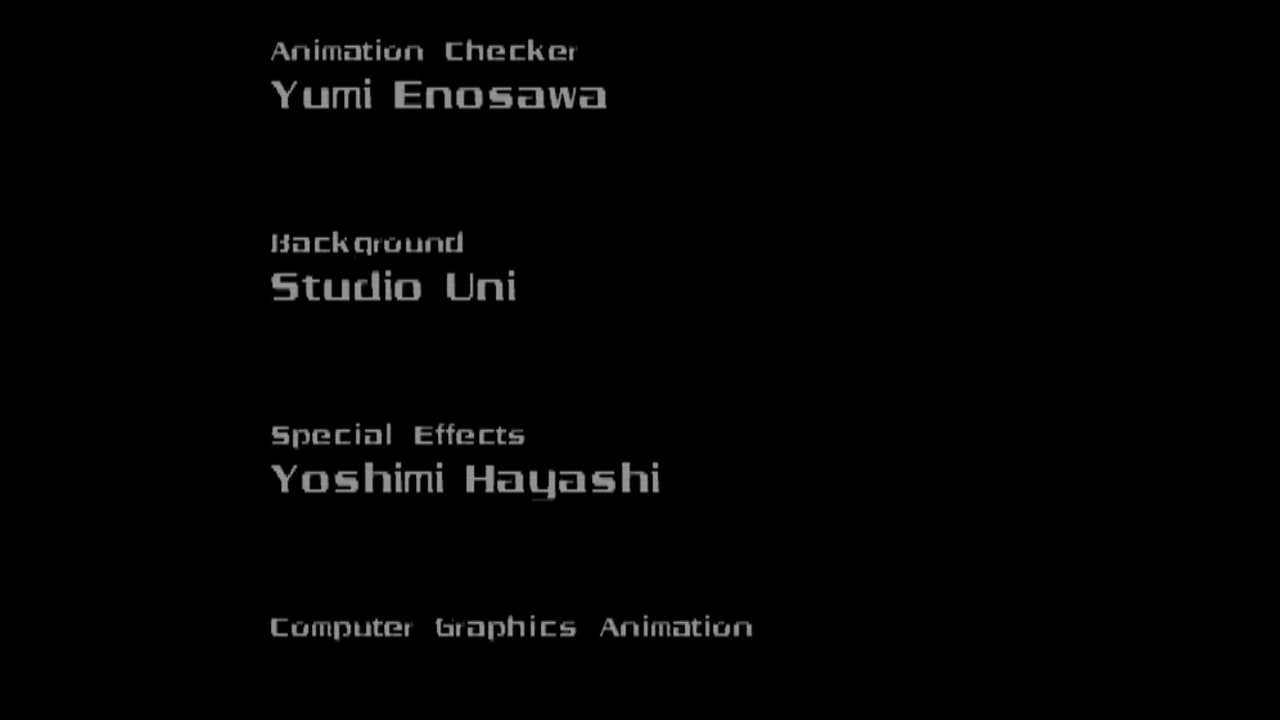 Animation Checker
Yumi Enosawa
Background
Studio Uni
Special Effects
Yoshimi Hayashi
Computer Graphics Animation